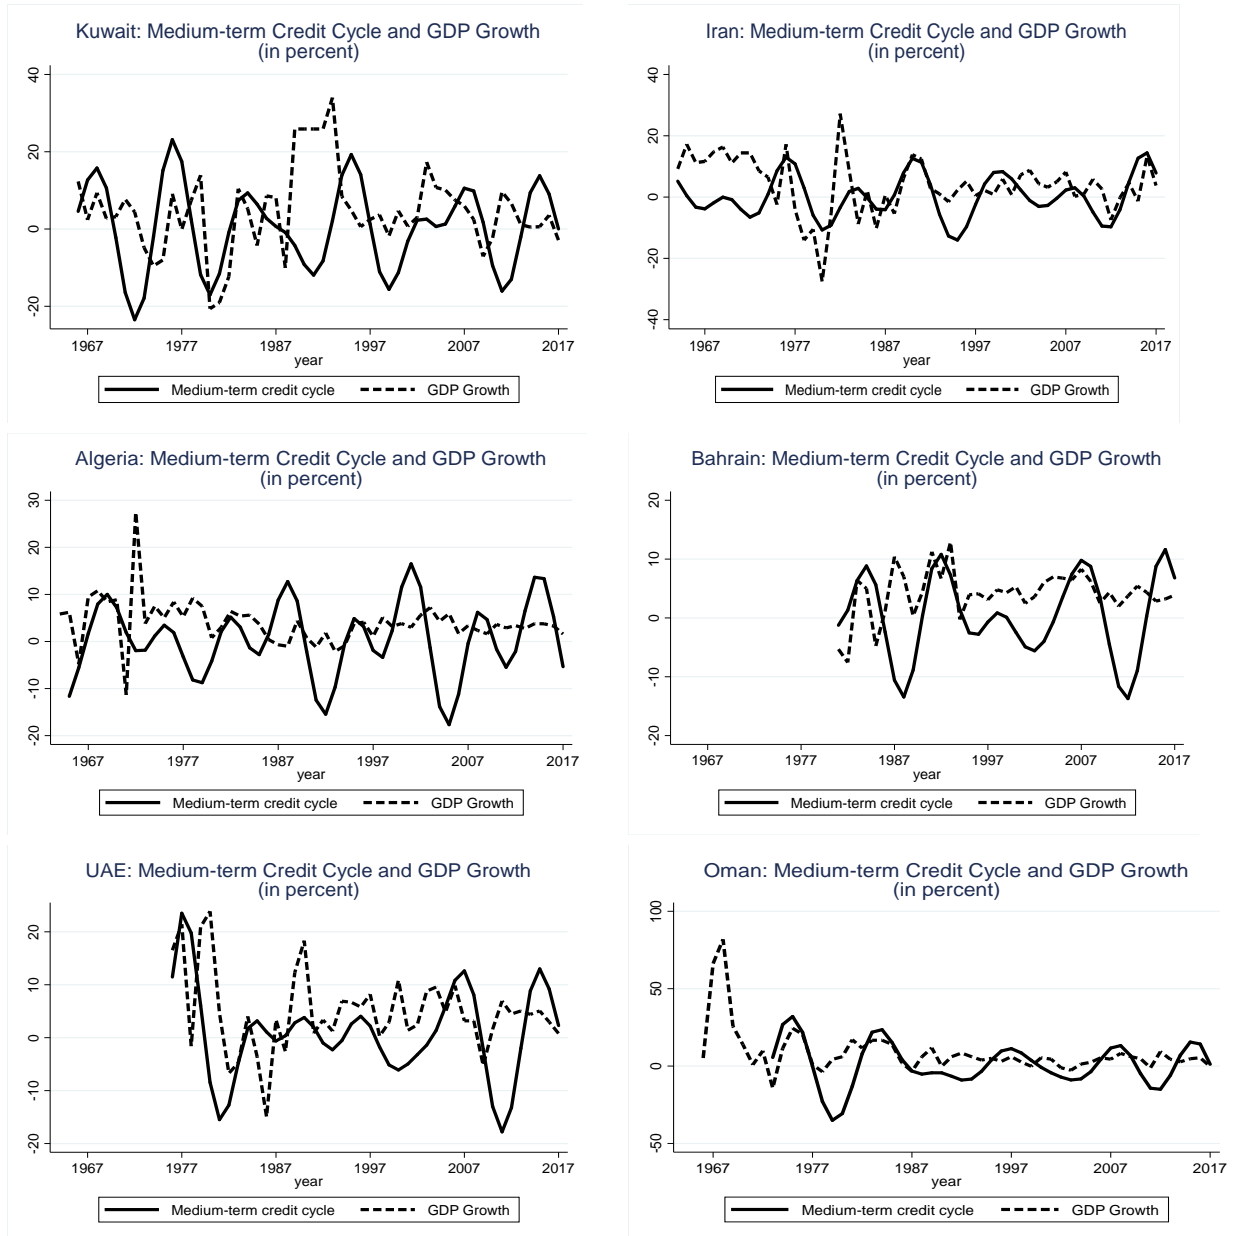 Kuwait: Medium-term Credit Cycle and GDP Growth
(in percent)
40
20
0
-20
1967
1977
1987
1997
2007
2017
year
Medium-term credit cycle
GDP Growth
Iran: Medium-term Credit Cycle and GDP Growth
(in percent)
40
20
0
-20
-40
1967
1977
1987
1997
2007
2017
year
Medium-term credit cycle
GDP Growth
Algeria: Medium-term Credit Cycle and GDP Growth
(in percent)
30
20
10
0
-10
-20
1967
1977
1987
1997
2007
2017
year
Medium-term credit cycle
GDP Growth
Bahrain: Medium-term Credit Cycle and GDP Growth
(in percent)
20
10
0
-10
-20
1967
1977
1987
1997
2007
2017
year
Medium-term credit cycle
GDP Growth
UAE: Medium-term Credit Cycle and GDP Growth
(in percent)
20
10
0
-10
-20
1967
1977
1987
1997
2007
2017
year
Medium-term credit cycle
GDP Growth
Oman: Medium-term Credit Cycle and GDP Growth
(in percent)
100
50
0
-50
1967
1977
1987
1997
2007
2017
year
Medium-term credit cycle
GDP Growth